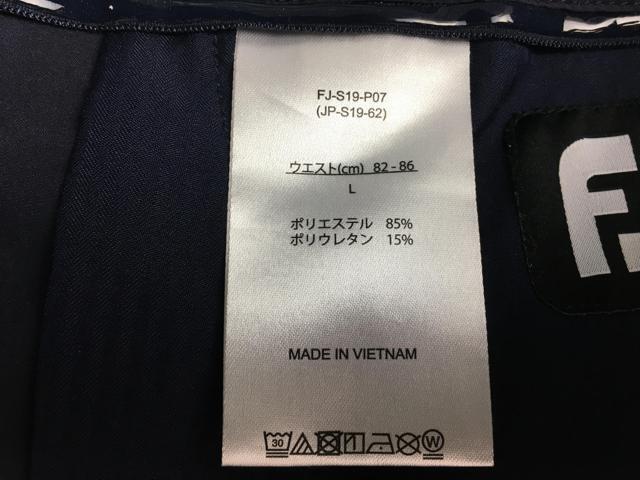 FJ-S19-P07
(JP-S19-62)
ウエスト(cm) 82 - 86
L
ポリエステル 85%
ポリウレタン 15%
MADE IN VIETNAM
30 W
FJ